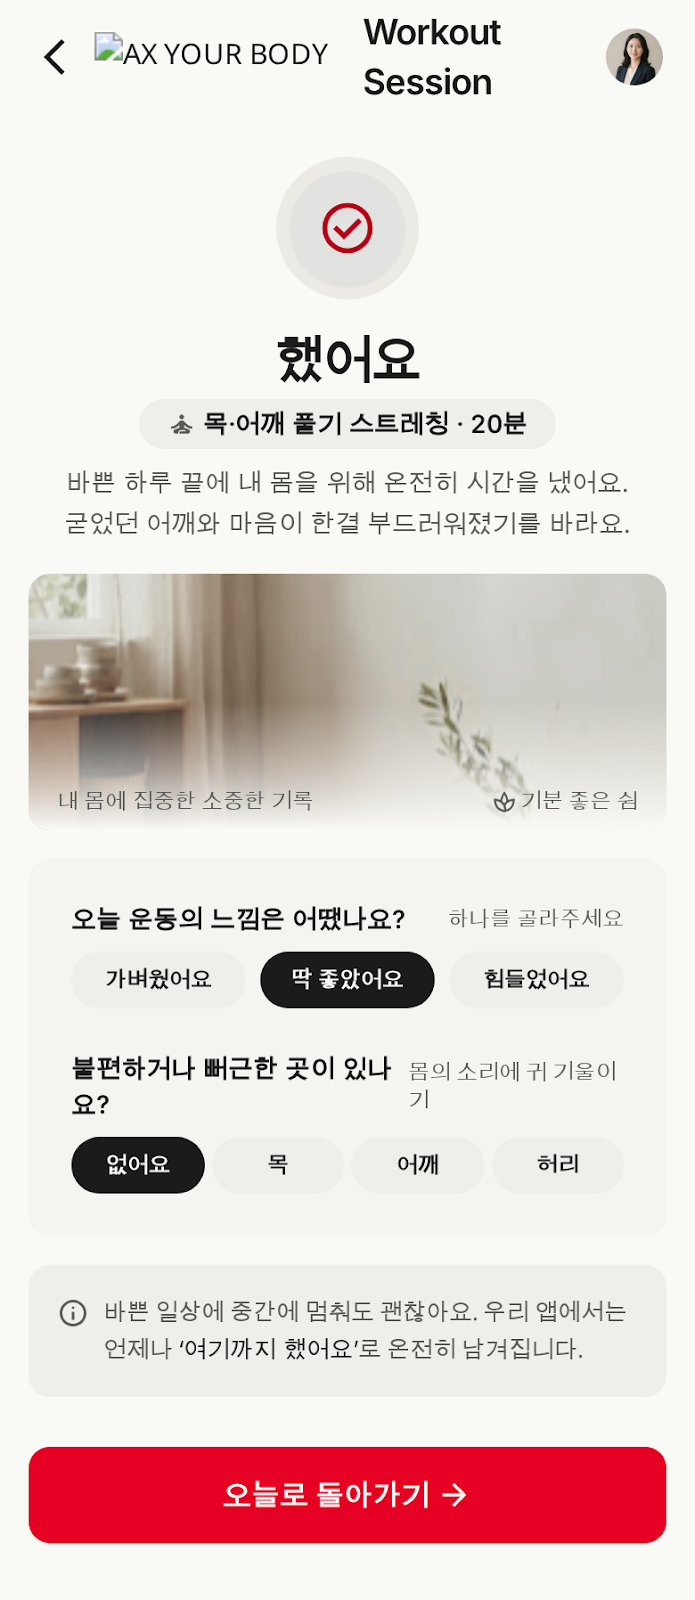 AX YOUR BODY
Workout
Session
했어요
목·어깨 풀기 스트레칭 · 20분
바쁜 하루 끝에 내 몸을 위해 온전히 시간을 냈어요.
굳었던 어깨와 마음이 한결 부드러워졌기를 바라요.
내 몸에 집중한 소중한 기록
기분 좋은 쉼
오늘 운동의 느낌은 어땠나요?
하나를 골라주세요
가벼웠어요
딱 좋았어요
힘들었어요
불편하거나 뻐근한 곳이 있나
요?
몸의 소리에 귀 기울이
기
없어요
목
어깨
허리
바쁜 일상에 중간에 멈춰도 괜찮아요. 우리 앱에서는
언제나 ‘여기까지 했어요’로 온전히 남겨집니다.
오늘로 돌아가기 →